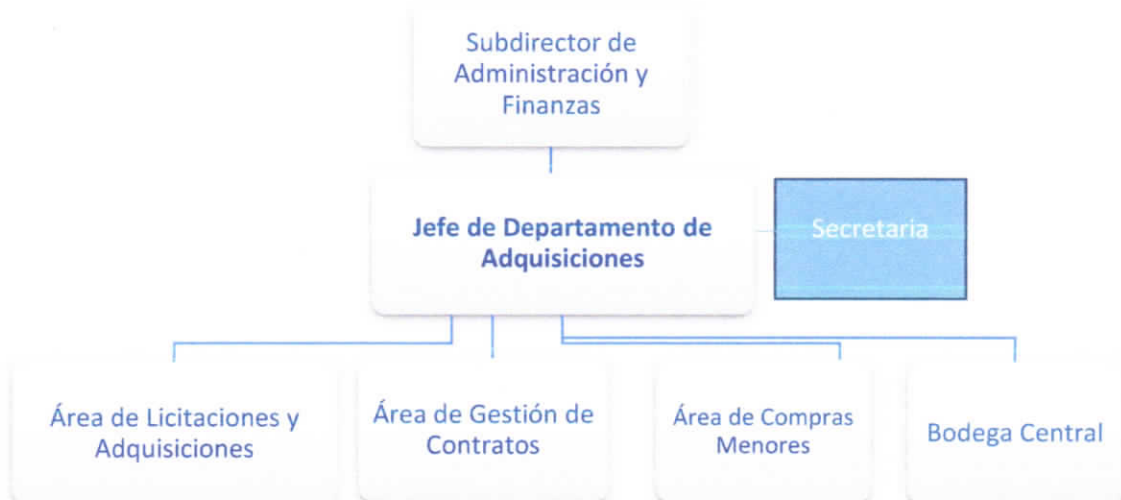 Subdirector de
Administración y
Finanzas
Jefe de Departamento de
Adquisiciones
Secretaria
Área de Licitaciones y
Adquisiciones
Área de Gestión de
Contratos
Área de Compras
Menores
Bodega Central